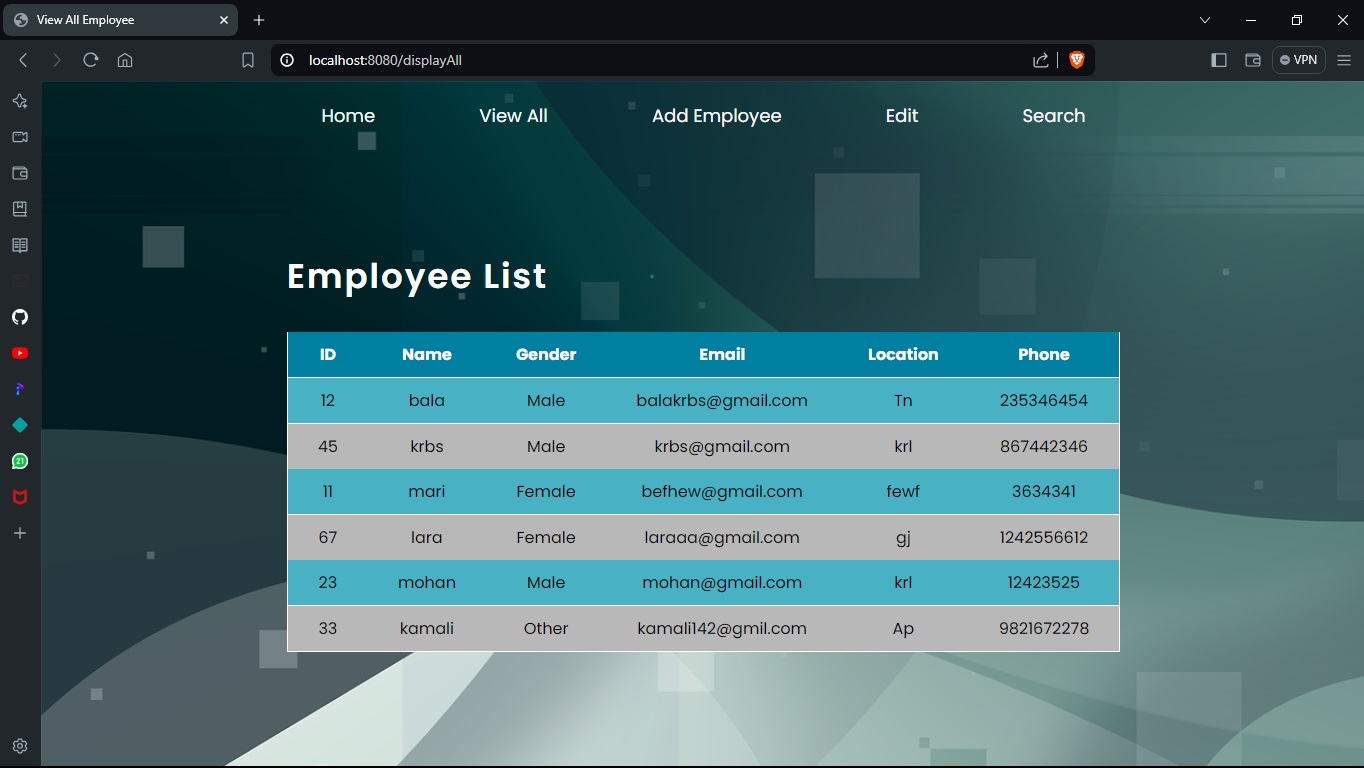 View All Employee
localhost:8080/displayAll
VPN
Home View All Add Employee Edit Search
Employee List
ID Name Gender Email Location Phone
12 bala Male balakrbs@gmail.com Tn 235346454
45 krbs Male krbs@gmail.com krl 867442346
11 mari Female befhew@gmail.com fewf 3634341
67 lara Female laraaa@gmail.com gj 1242556612
23 mohan Male mohan@gmail.com krl 12423525
33 kamali Other kamali142@gmil.com Ap 9821672278
21